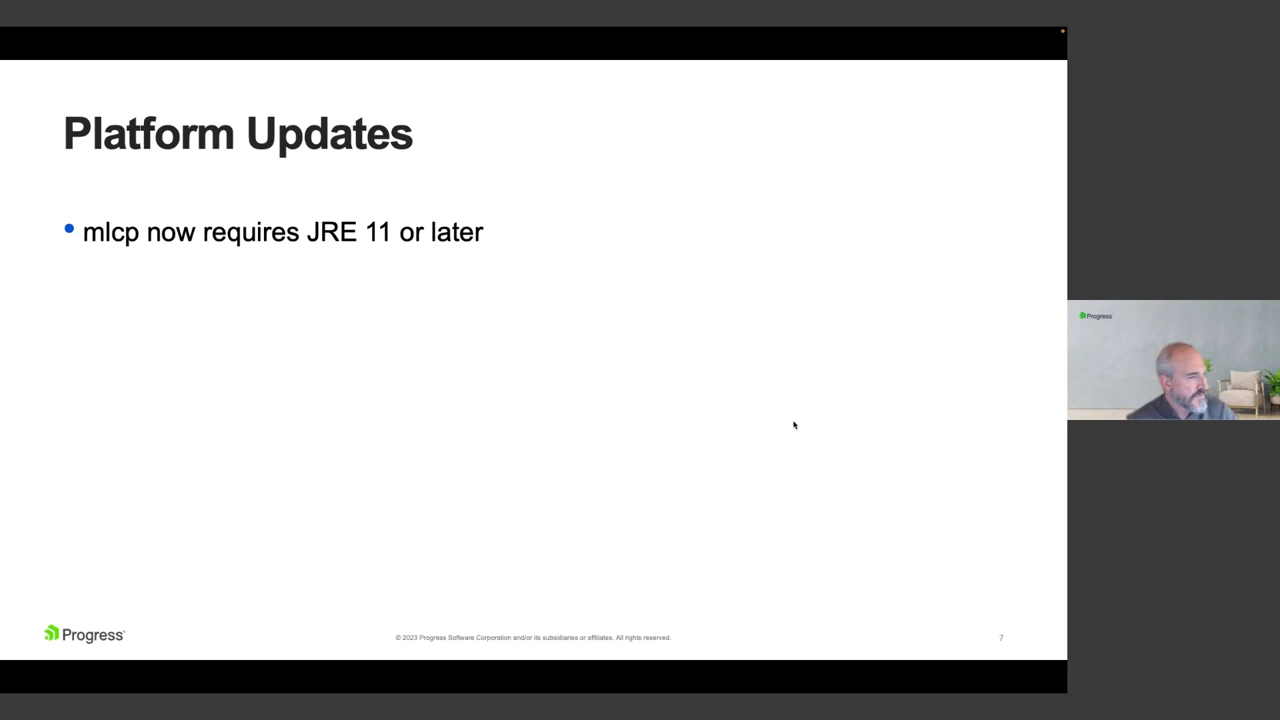 Platform Updates
• mlcp now requires JRE 11 or later
Progress
Progress
© 2023 Progress Software Corporation and/or its subsidiaries or affiliates. All rights reserved.
7